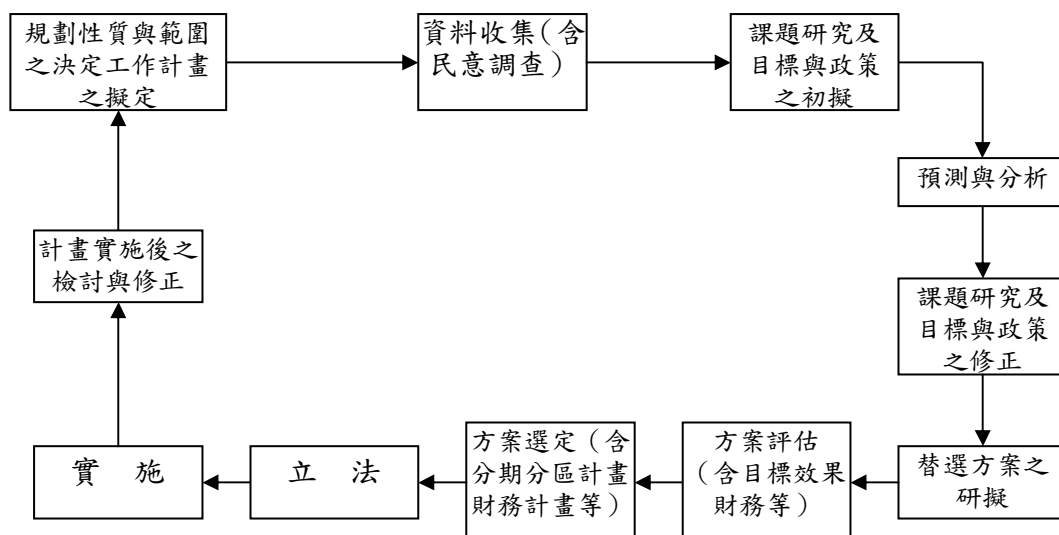 規劃性質與範圍
之決定工作計畫
之擬定
資料收集（含
民意調查）
課題研究及
目標與政策
之初擬
預測與分析
課題研究及
目標與政策
之修正
替選方案之
研擬
方案評估
（含目標效果
財務等）
方案選定（含
分期分區計畫
財務計畫等）
立 法
實 施
計畫實施後之
檢討與修正